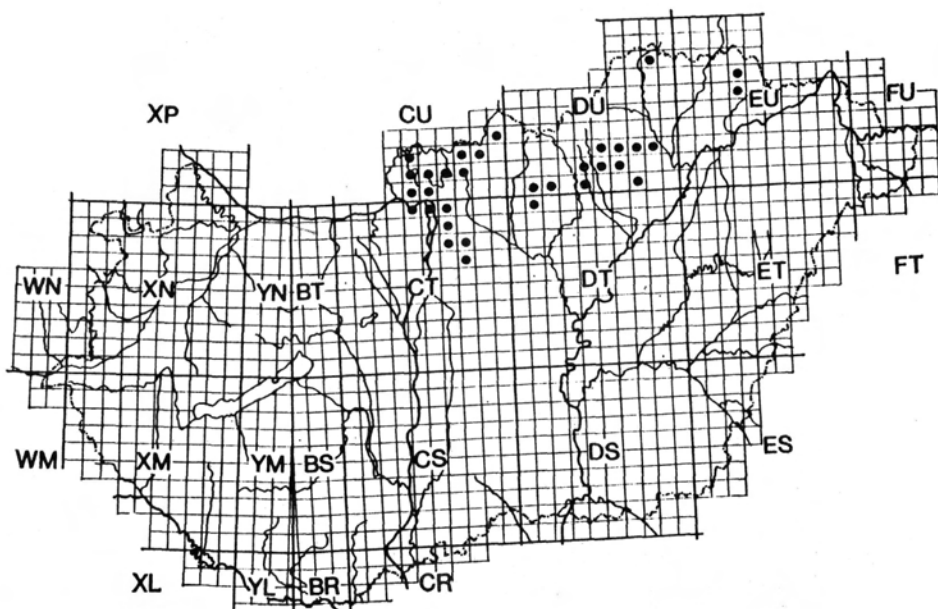 XP CU DU EU FU
WN XN YN BT CT DT ET FT
WM XM YM BS CS DS ES
XL YL BR CR